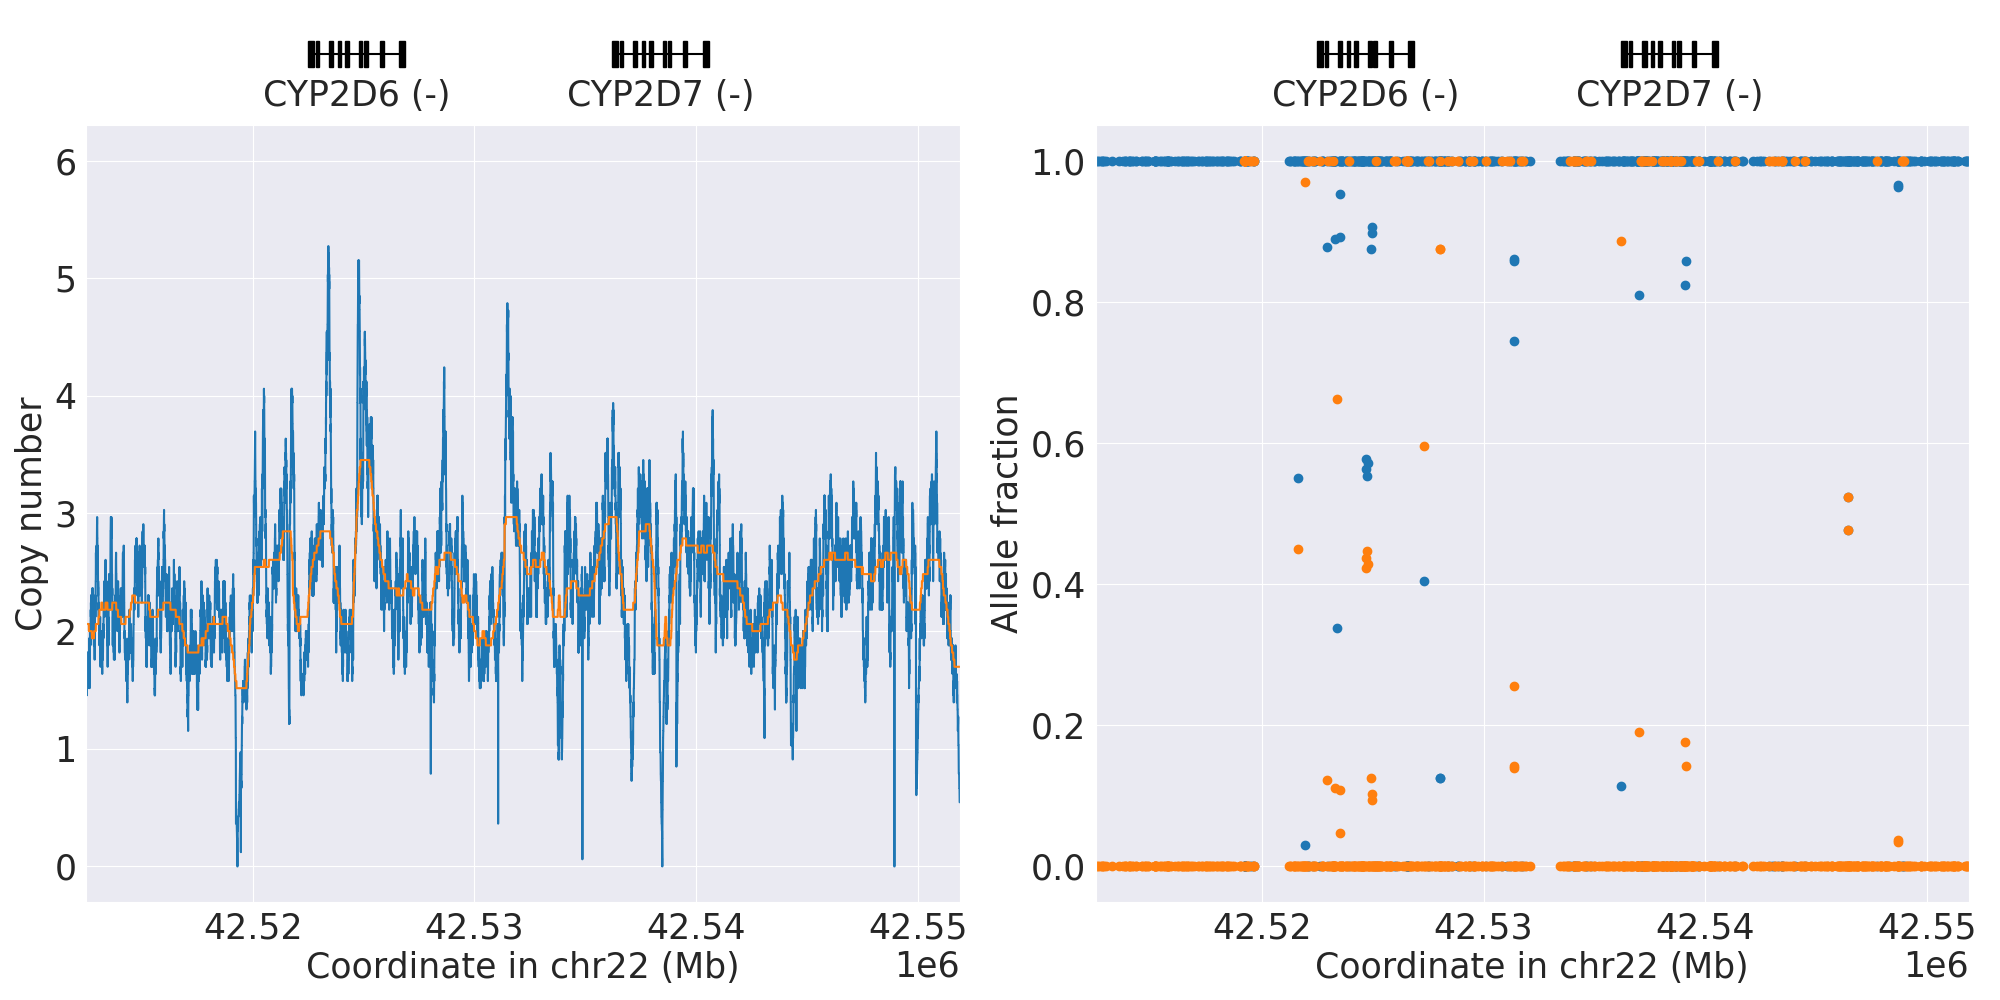 CYP2D6 (-) CYP2D7 (-)
6
5
4
3
2
1
0
Copy number
42.52 42.53 42.54 42.55
Coordinate in chr22 (Mb) 1e6
CYP2D6 (-) CYP2D7 (-)
1.0
0.8
0.6
0.4
0.2
0.0
Allele fraction
42.52 42.53 42.54 42.55
Coordinate in chr22 (Mb) 1e6